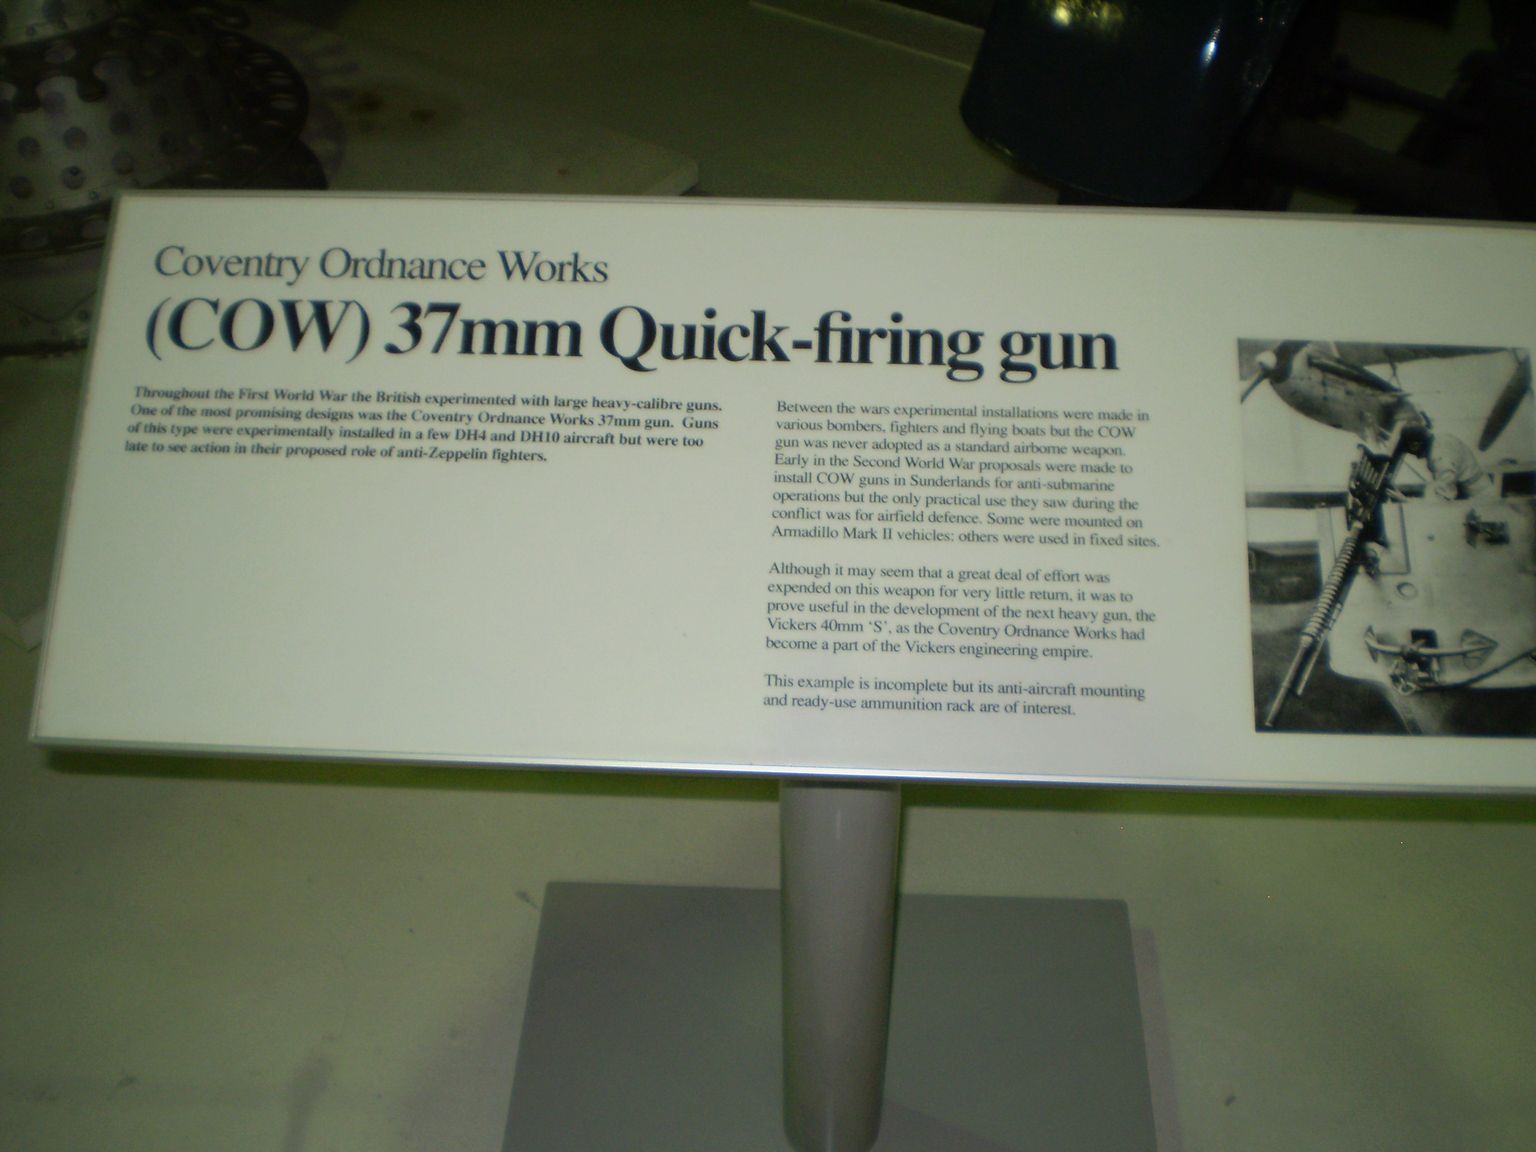 Coventry Ordnance Works
(COW) 37mm Quick-firing gun
Throughout the First World War the British experimented with large heavy-calibre guns.
One of the most promising designs was the Coventry Ordnance Works 37mm gun. Guns
of this type were experimentally installed in a few DH4 and DH10 aircraft but were too
late to see action in their proposed role of anti-Zeppelin fighters.
Between the wars experimental installations were made in
various bombers, fighters and flying boats but the COW
gun was never adopted as a standard airborne weapon.
Early in the Second World War proposals were made to
install COW guns in Sunderlands for anti-submarine
operations but the only practical use they saw during the
conflict was for airfield defence. Some were mounted on
Armadillo Mark II vehicles: others were used in fixed sites.
Although it may seem that a great deal of effort was
expended on this weapon for very little return, it was to
prove useful in the development of the next heavy gun, the
Vickers 40mm ‘S’, as the Coventry Ordnance Works had
become a part of the Vickers engineering empire.
This example is incomplete but its anti-aircraft mounting
and ready-use ammunition rack are of interest.